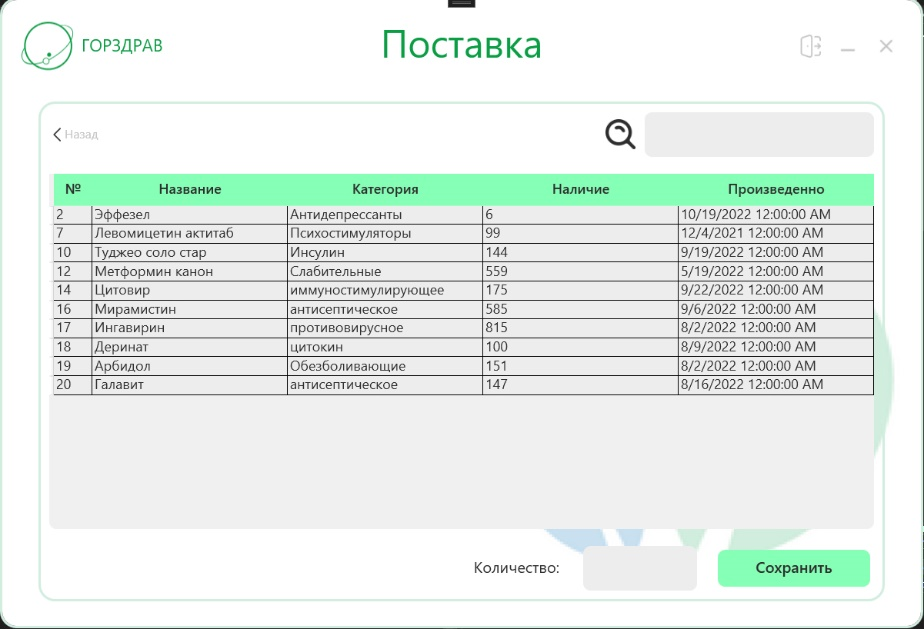 ГОРЗДРАВ
Поставка
Назад
№ Название Категория Наличие Произведенно
2 Эффезел Антидепрессанты 6 10/19/2022 12:00:00 AM
7 Левомицетин актитаб Психостимуляторы 99 12/4/2021 12:00:00 AM
10 Туджео соло стар Инсулин 144 9/19/2022 12:00:00 AM
12 Метформин канон Слабительные 559 5/19/2022 12:00:00 AM
14 Цитовир иммуностимулирующее 175 9/22/2022 12:00:00 AM
16 Мирамистин антисептическое 585 9/6/2022 12:00:00 AM
17 Ингавирин противовирусное 815 8/2/2022 12:00:00 AM
18 Деринат цитокин 100 8/9/2022 12:00:00 AM
19 Арбидол Обезболивающие 151 8/2/2022 12:00:00 AM
20 Галавит антисептическое 147 8/16/2022 12:00:00 AM
Количество: Сохранить